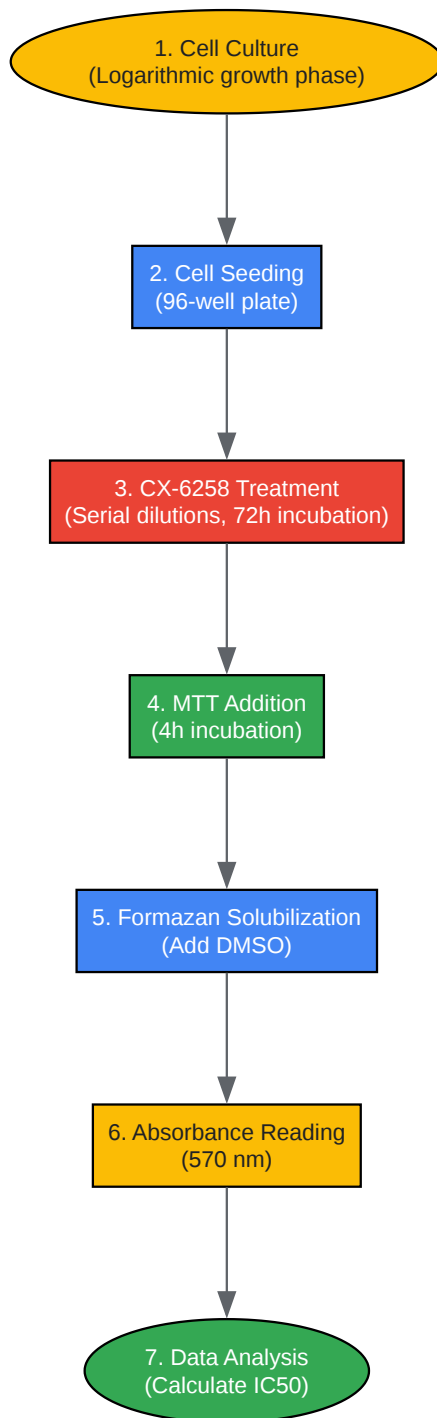 1. Cell Culture
(Logarithmic growth phase)
2. Cell Seeding
(96-well plate)
3. CX-6258 Treatment
(Serial dilutions, 72h incubation)
4. MTT Addition
(4h incubation)
5. Formazan Solubilization
(Add DMSO)
6. Absorbance Reading
(570 nm)
7. Data Analysis
(Calculate IC50)